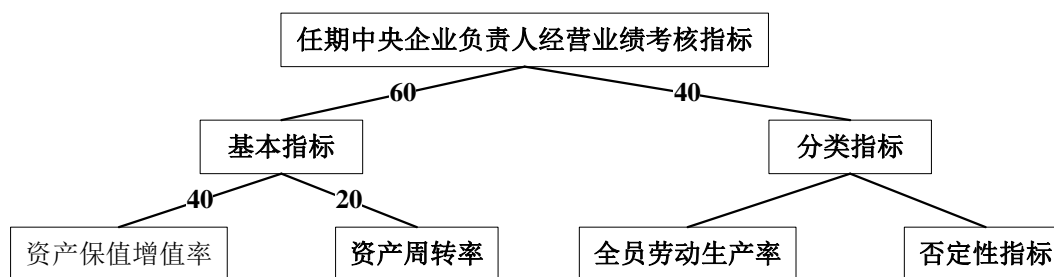 任期中央企业负责人经营业绩考核指标
60
40
基本指标
分类指标
40
20
资产保值增值率
资产周转率
全员劳动生产率
否定性指标